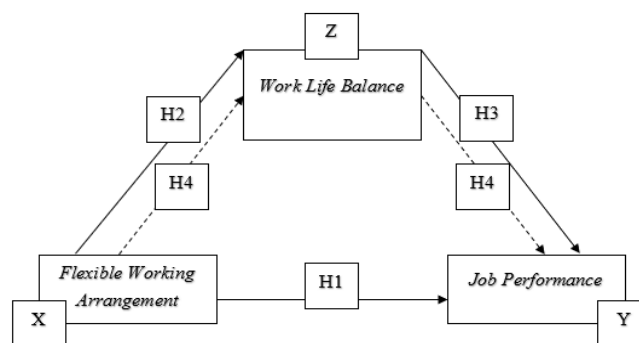 Z
Work Life Balance
H2
H3
H4
H4
Flexible Working
Arrangement
H1
Job Performance
X
Y